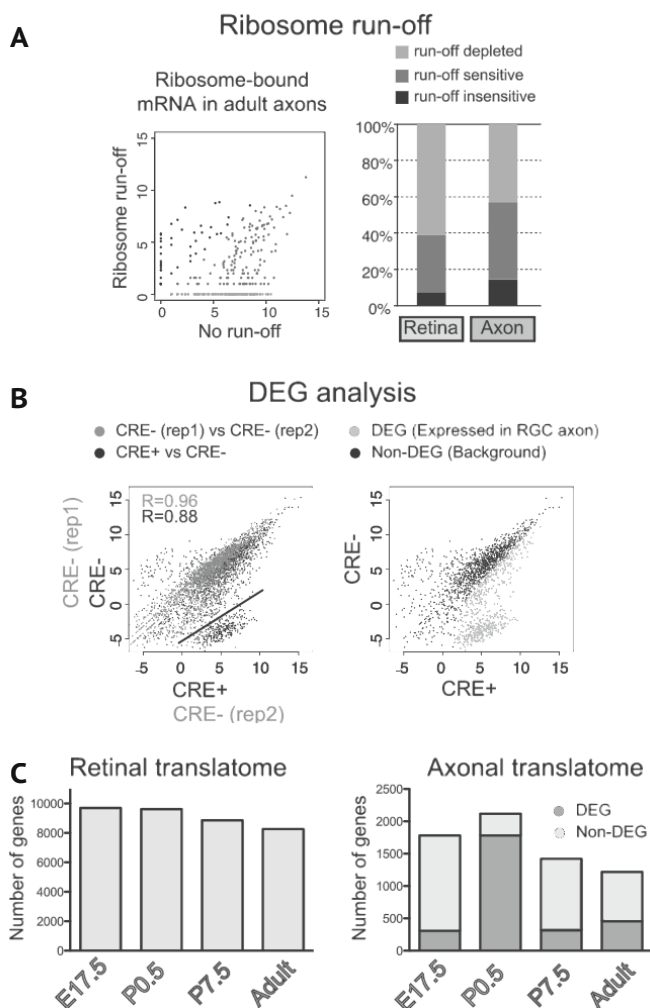 A
Ribosome run-off
Ribosome-bound
mRNA in adult axons
Ribosome run-off
15
10
5
0
0
5
10
15
No run-off
run-off depleted
run-off sensitive
run-off insensitive
100%
80%
60%
40%
20%
0%
Retina
Axon
B
DEG analysis
CRE- (rep1) vs CRE- (rep2)
CRE+ vs CRE-
DEG (Expressed in RGC axon)
Non-DEG (Background)
CRE- (rep1)
CRE-
15
10
5
0
-5
R=0.96
R=0.88
-5
0
5
10
15
CRE+
CRE- (rep2)
CRE-
15
10
5
0
-5
-5
0
5
10
15
CRE+
C
Retinal translatome
Number of genes
10000
8000
6000
4000
2000
0
E17.5
P0.5
P7.5
Adult
Axonal translatome
Number of genes
2500
2000
1500
1000
500
0
DEG
Non-DEG
E17.5
P0.5
P7.5
Adult